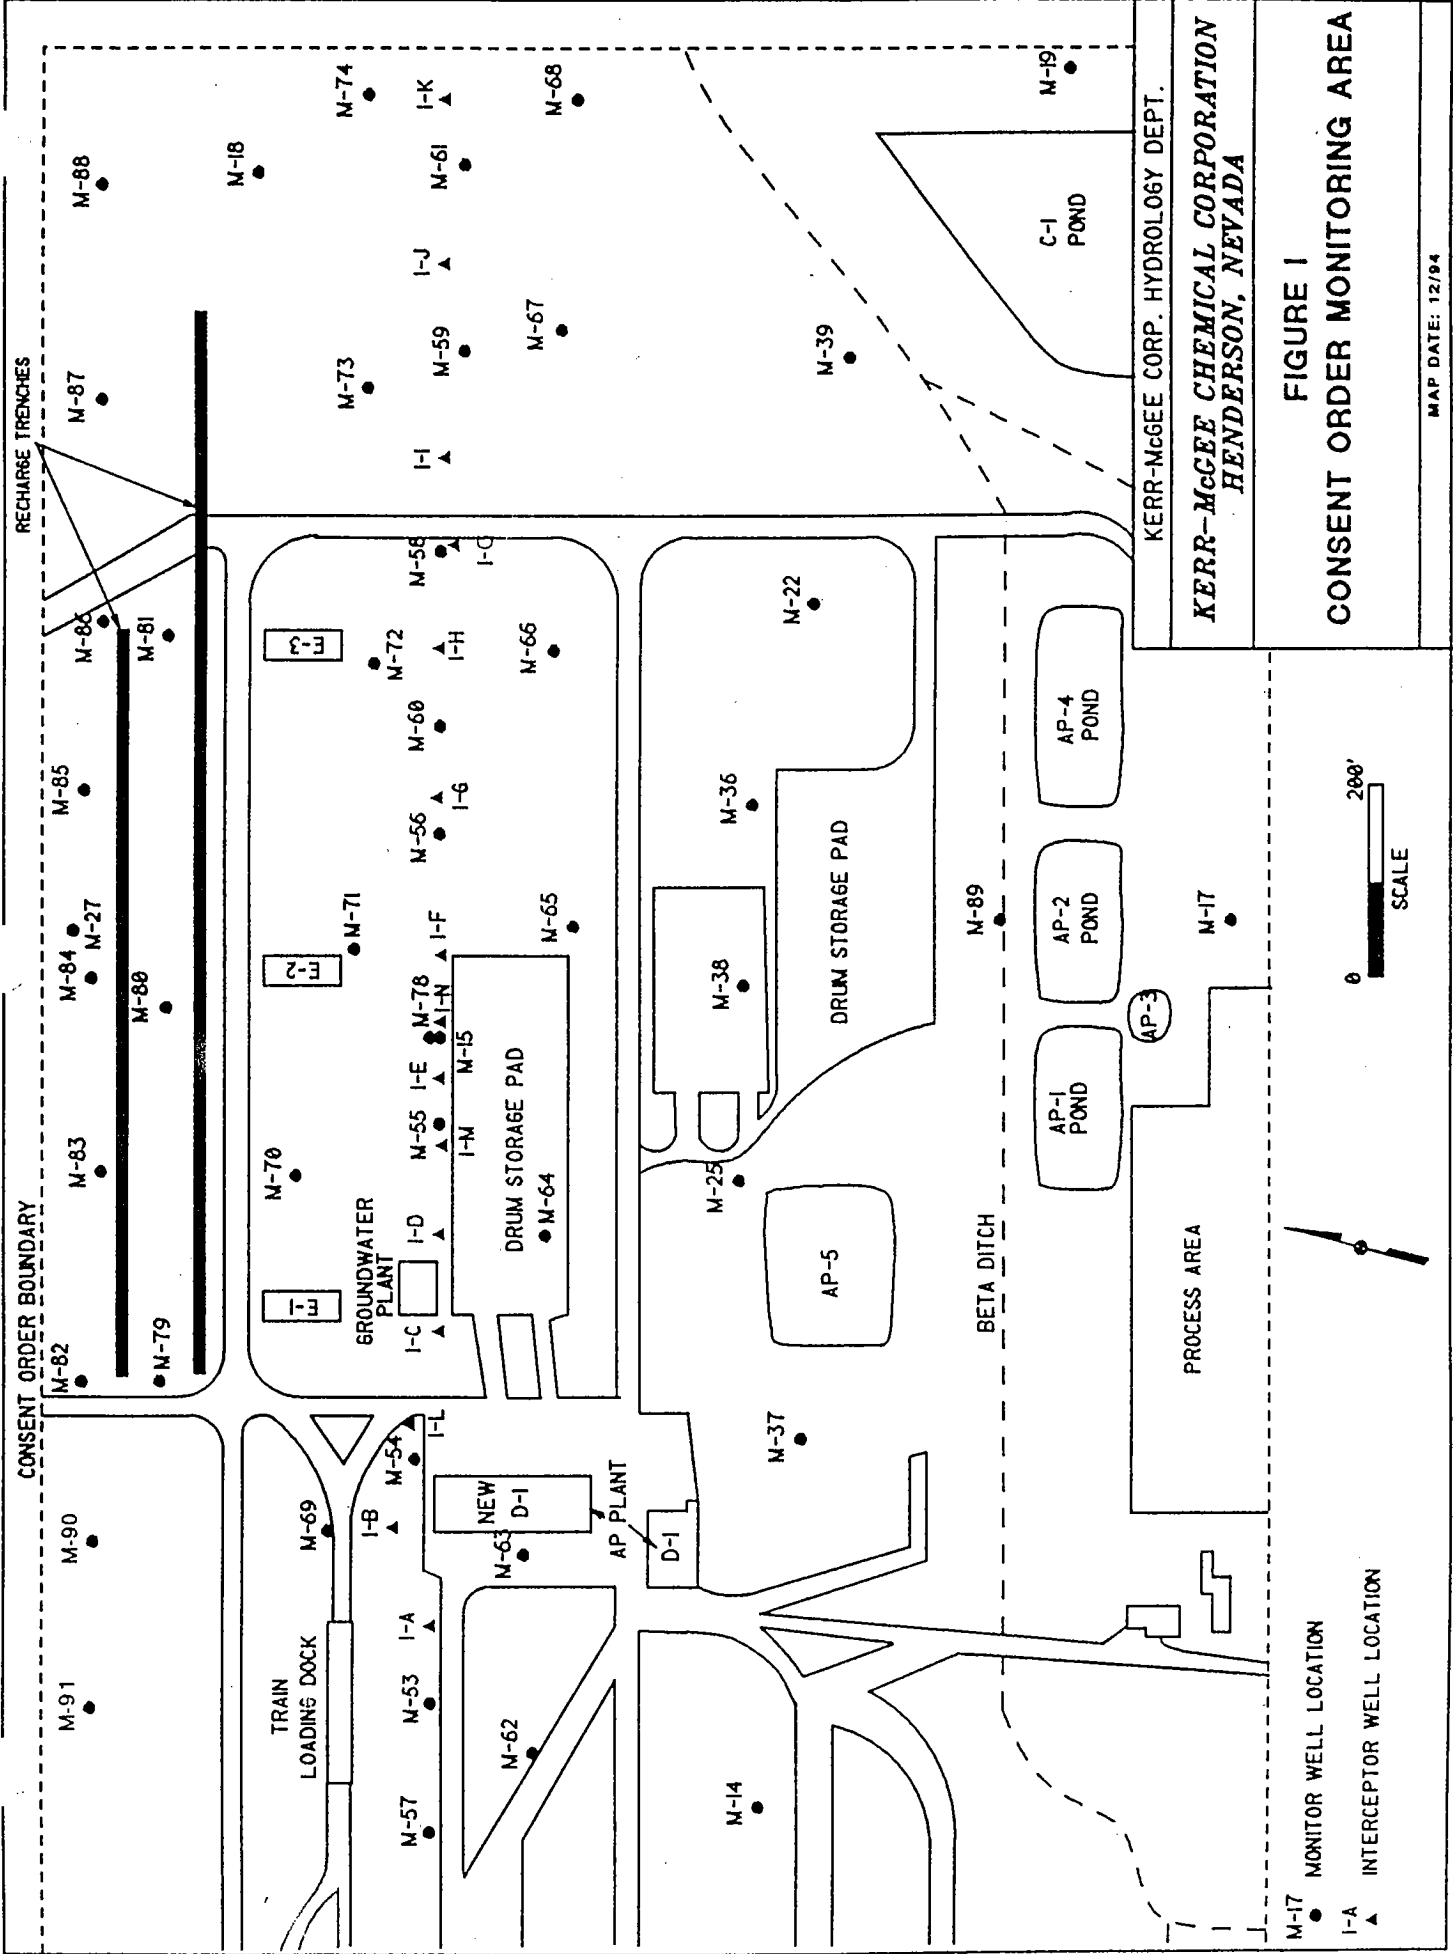 CONSENT ORDER BOUNDARY
RECHARGE TRENCHES
M-91
M-90
M-82
M-83
M-84
M-27
M-85
M-86
M-87
M-88
M-79
M-80
M-81
M-18
TRAIN
LOADING DOCK
M-69
E-1
M-70
E-2
M-71
E-3
M-72
M-73
M-74
GROUNDWATER
PLANT
M-57
M-53
I-A
I-B
M-54
I-L
I-C
I-D
M-55
I-M
I-E
M-15
M-78
I-N
I-F
M-56
I-G
M-60
I-H
M-58
I-I
M-59
I-J
M-61
I-K
M-62
M-63
NEW
D-1
AP PLANT
D-1
DRUM STORAGE PAD
M-64
M-65
M-66
M-67
M-68
M-14
M-37
AP-5
M-25
M-38
M-36
DRUM STORAGE PAD
M-22
M-39
M-19
C-1
POND
BETA DITCH
M-89
AP-1
POND
AP-3
AP-2
POND
AP-4
POND
PROCESS AREA
M-17
M-17
MONITOR WELL LOCATION
I-A
INTERCEPTOR WELL LOCATION
0
200'
SCALE
KERR-McGEE CORP. HYDROLOGY DEPT.
KERR-McGEE CHEMICAL CORPORATION
HENDERSON, NEVADA
FIGURE 1
CONSENT ORDER MONITORING AREA
MAP DATE: 12/94